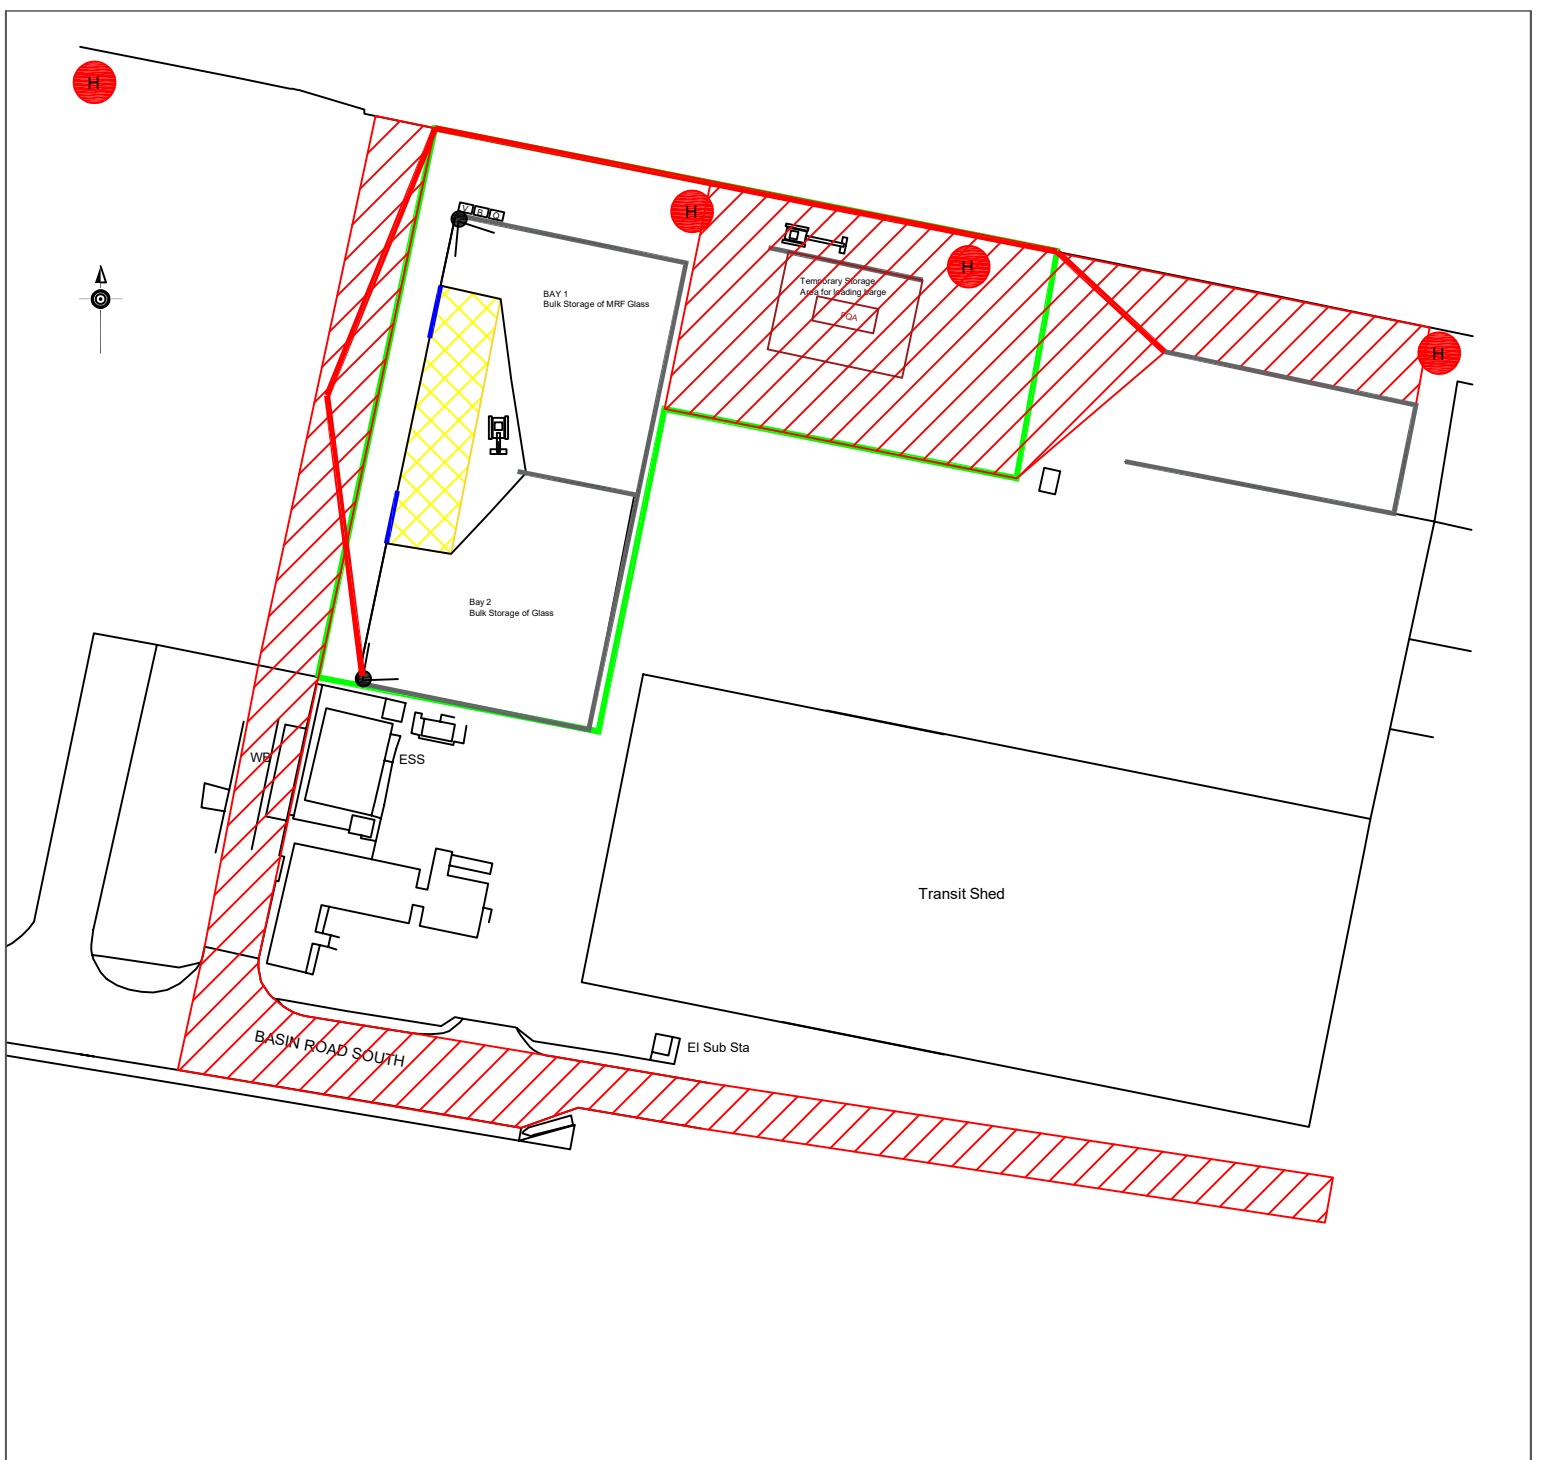 H
H
V B Q
H
Temporary Storage
Area for loading barge
BAY 1
Bulk Storage of MRF Glass
H
Bay 2
Bulk Storage of Glass
WB
ESS
Transit Shed
BASIN ROAD SOUTH
El Sub Sta